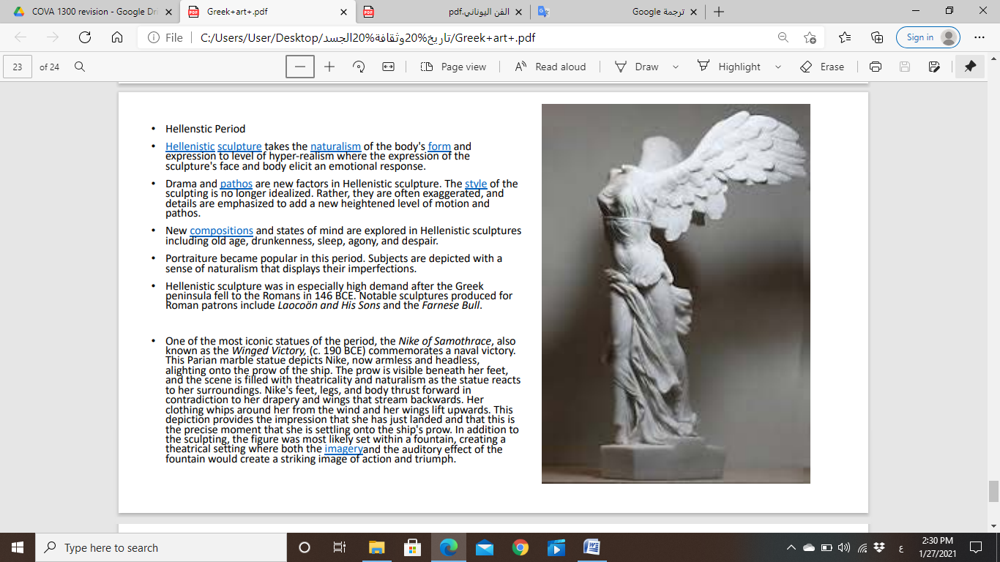 COVA 1300 revision - Google Dri
Greek+art+.pdf
الفن اليوناني.pdf
ترجمة Google
File
C:/Users/User/Desktop/تاريخ%20وثقافة%20الجسد/Greek+art+.pdf
Sign in
23 of 24
Page view
Read aloud
Draw
Highlight
Erase
• Hellenstic Period
• Hellenistic sculpture takes the naturalism of the body's form and
expression to level of hyper-realism where the expression of the
sculpture's face and body elicit an emotional response.
• Drama and pathos are new factors in Hellenistic sculpture. The style of the
sculpting is no longer idealized. Rather, they are often exaggerated, and
details are emphasized to add a new heightened level of motion and
pathos.
• New compositions and states of mind are explored in Hellenistic sculptures
including old age, drunkenness, sleep, agony, and despair.
• Portraiture became popular in this period. Subjects are depicted with a
sense of naturalism that displays their imperfections.
• Hellenistic sculpture was in especially high demand after the Greek
peninsula fell to the Romans in 146 BCE. Notable sculptures produced for
Roman patrons include Laocoön and His Sons and the Farnese Bull.
• One of the most iconic statues of the period, the Nike of Samothrace, also
known as the Winged Victory, (c. 190 BCE) commemorates a naval victory.
This Parian marble statue depicts Nike, now armless and headless,
alighting onto the prow of the ship. The prow is visible beneath her feet,
and the scene is filled with theatricality and naturalism as the statue reacts
to her surroundings. Nike's feet, legs, and body thrust forward in
contradiction to her drapery and wings that stream backwards. Her
clothing whips around her from the wind and her wings lift upwards. This
depiction provides the impression that she has just landed and that this is
the precise moment that she is settling onto the ship's prow. In addition to
the sculpting, the figure was most likely set within a fountain, creating a
theatrical setting where both the imageryand the auditory effect of the
fountain would create a striking image of action and triumph.
Type here to search
ع
2:30 PM
1/27/2021